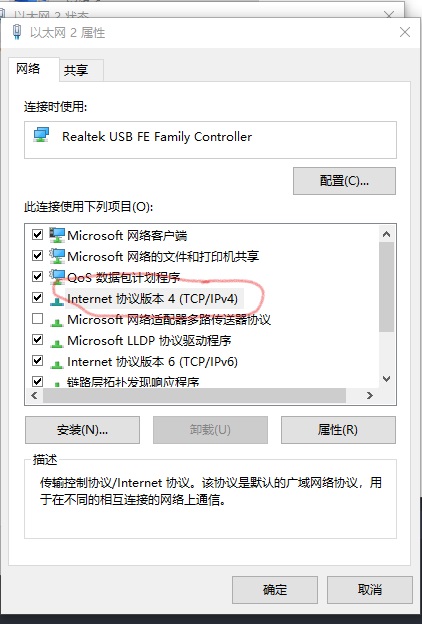 以太网 2 状态
以太网 2 属性
网络
共享
连接时使用:
Realtek USB FE Family Controller
配置(C)...
此连接使用下列项目(O):
Microsoft 网络客户端
Microsoft 网络的文件和打印机共享
QoS 数据包计划程序
Internet 协议版本 4 (TCP/IPv4)
Microsoft 网络适配器多路传送器协议
Microsoft LLDP 协议驱动程序
Internet 协议版本 6 (TCP/IPv6)
链路层拓扑发现响应程序
安装(N)...
卸载(U)
属性(R)
描述
传输控制协议/Internet 协议。该协议是默认的广域网络协议，用
于在不同的相互连接的网络上通信。
确定
取消